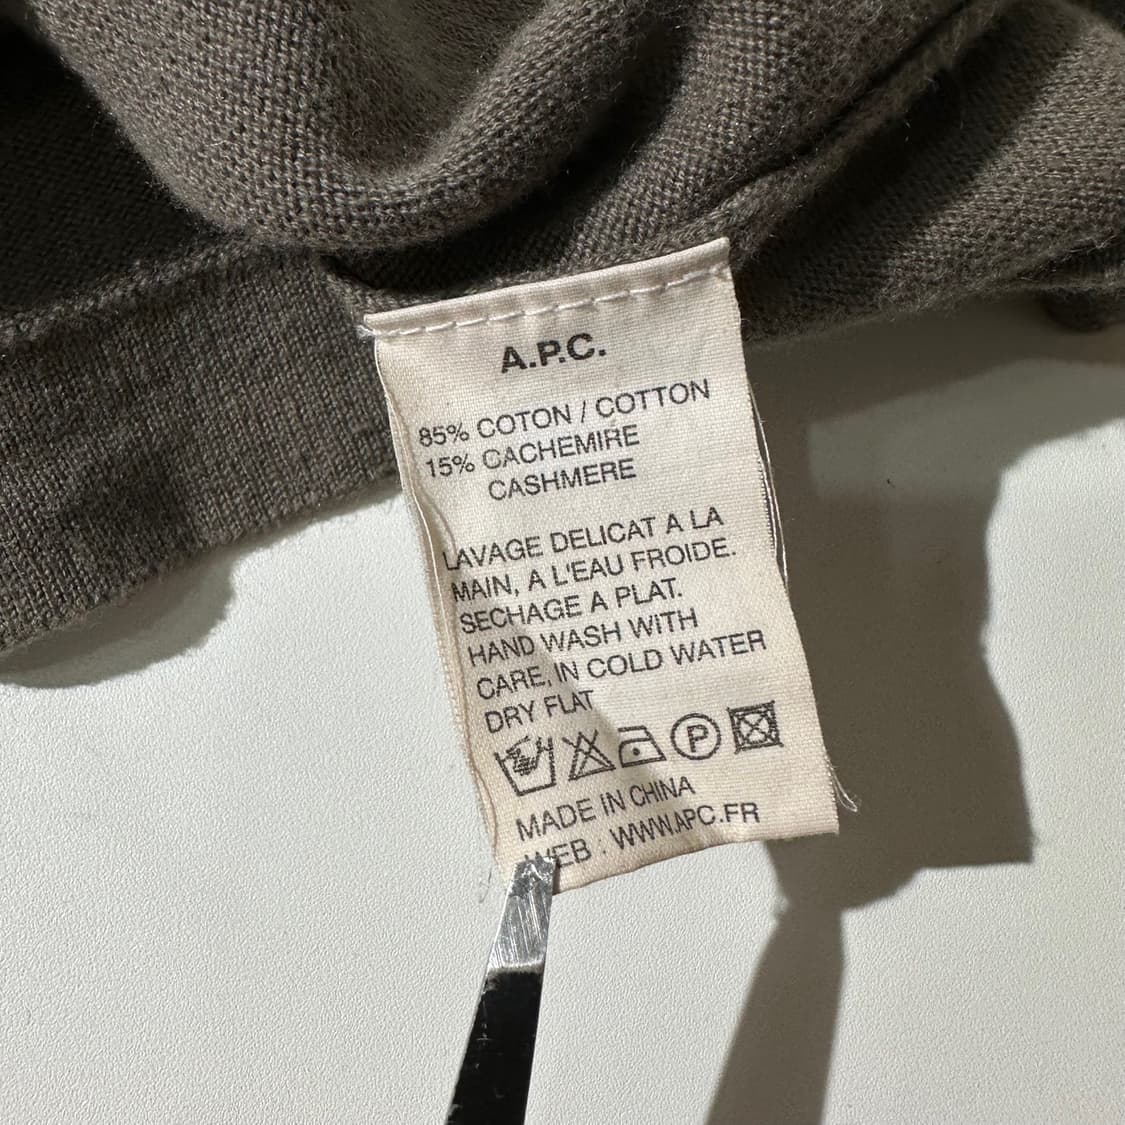 A.P.C.
85% COTON / COTTON
15% CACHEMIRE
CASHMERE
LAVAGE DELICAT A LA
MAIN, A L'EAU FROIDE.
SECHAGE A PLAT.
HAND WASH WITH
CARE, IN COLD WATER
DRY FLAT
P
MADE IN CHINA
WEB . WWW.APC.FR